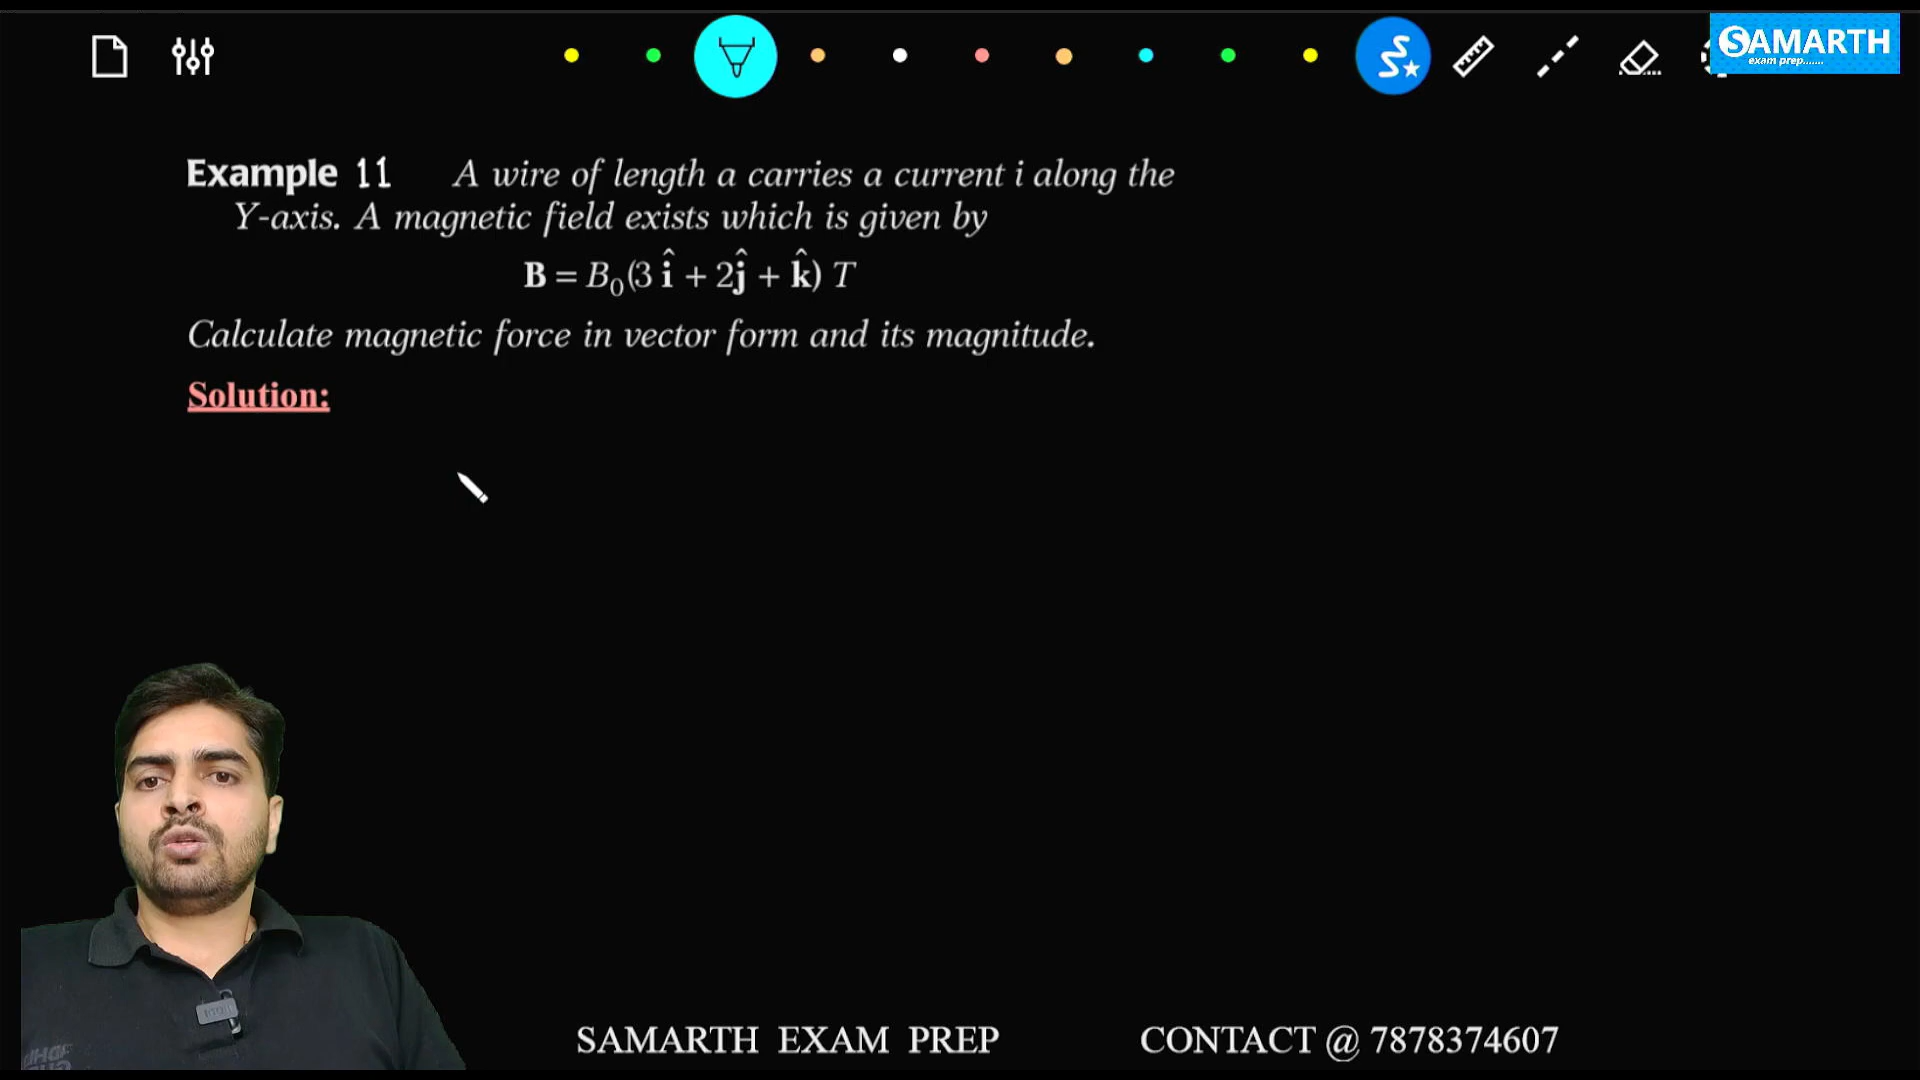 SAMARTH
exam prep.......
Example 11 A wire of length a carries a current i along the
Y-axis. A magnetic field exists which is given by
B = B₀(3 î + 2ĵ + k̂) T
Calculate magnetic force in vector form and its magnitude.
Solution:
SAMARTH EXAM PREP CONTACT @ 7878374607